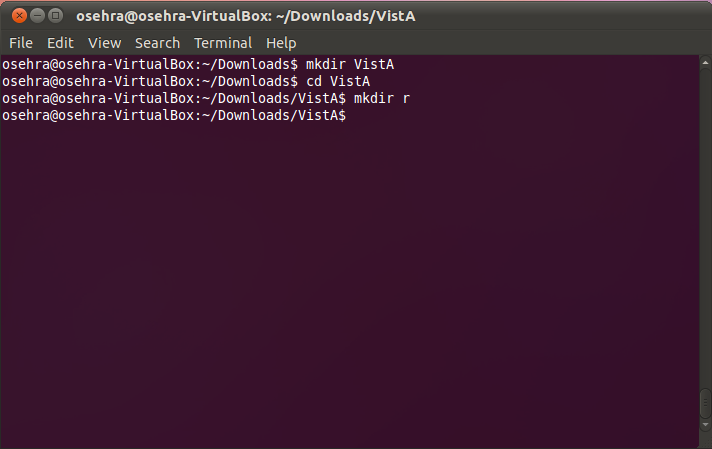 osehra@osehra-VirtualBox: ~/Downloads/VistA
File Edit View Search Terminal Help
osehra@osehra-VirtualBox:~/Downloads$ mkdir VistA
osehra@osehra-VirtualBox:~/Downloads$ cd VistA
osehra@osehra-VirtualBox:~/Downloads/VistA$ mkdir r
osehra@osehra-VirtualBox:~/Downloads/VistA$